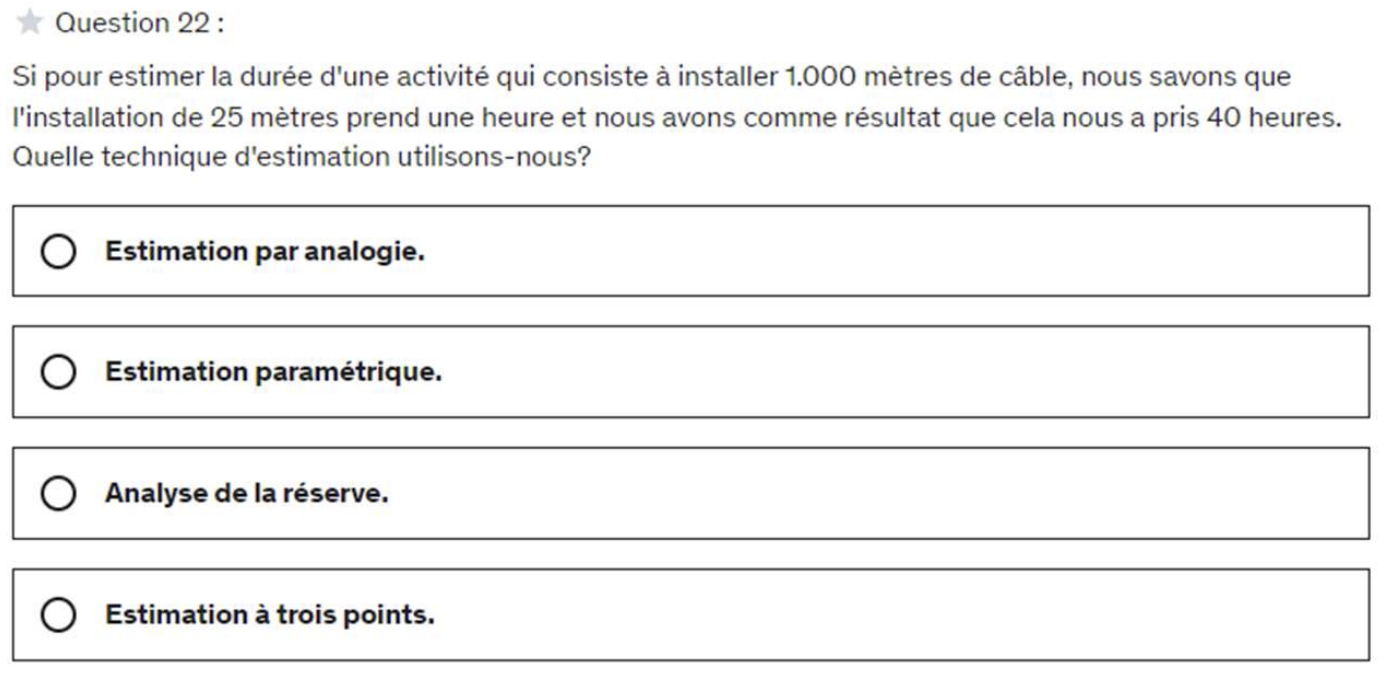 Question 22 :
Si pour estimer la durée d'une activité qui consiste à installer 1.000 mètres de câble, nous savons que
l'installation de 25 mètres prend une heure et nous avons comme résultat que cela nous a pris 40 heures.
Quelle technique d'estimation utilisons-nous?
Estimation par analogie.
Estimation paramétrique.
Analyse de la réserve.
Estimation à trois points.